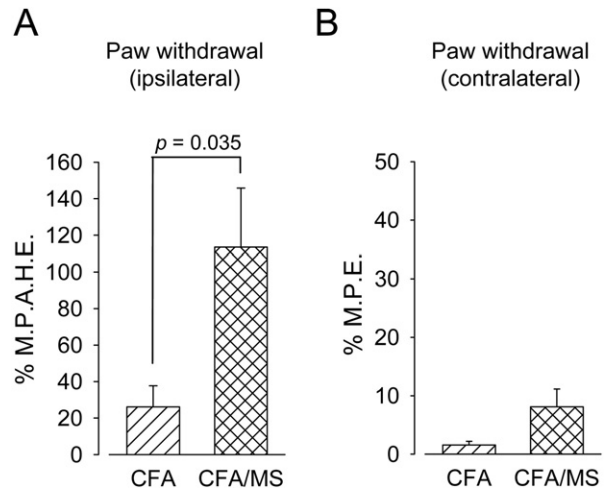 A
Paw withdrawal
(ipsilateral)
p = 0.035
% M.P.A.H.E.
160
140
120
100
80
60
40
20
0
CFA
CFA/MS
B
Paw withdrawal
(contralateral)
% M.P.E.
50
40
30
20
10
0
CFA
CFA/MS